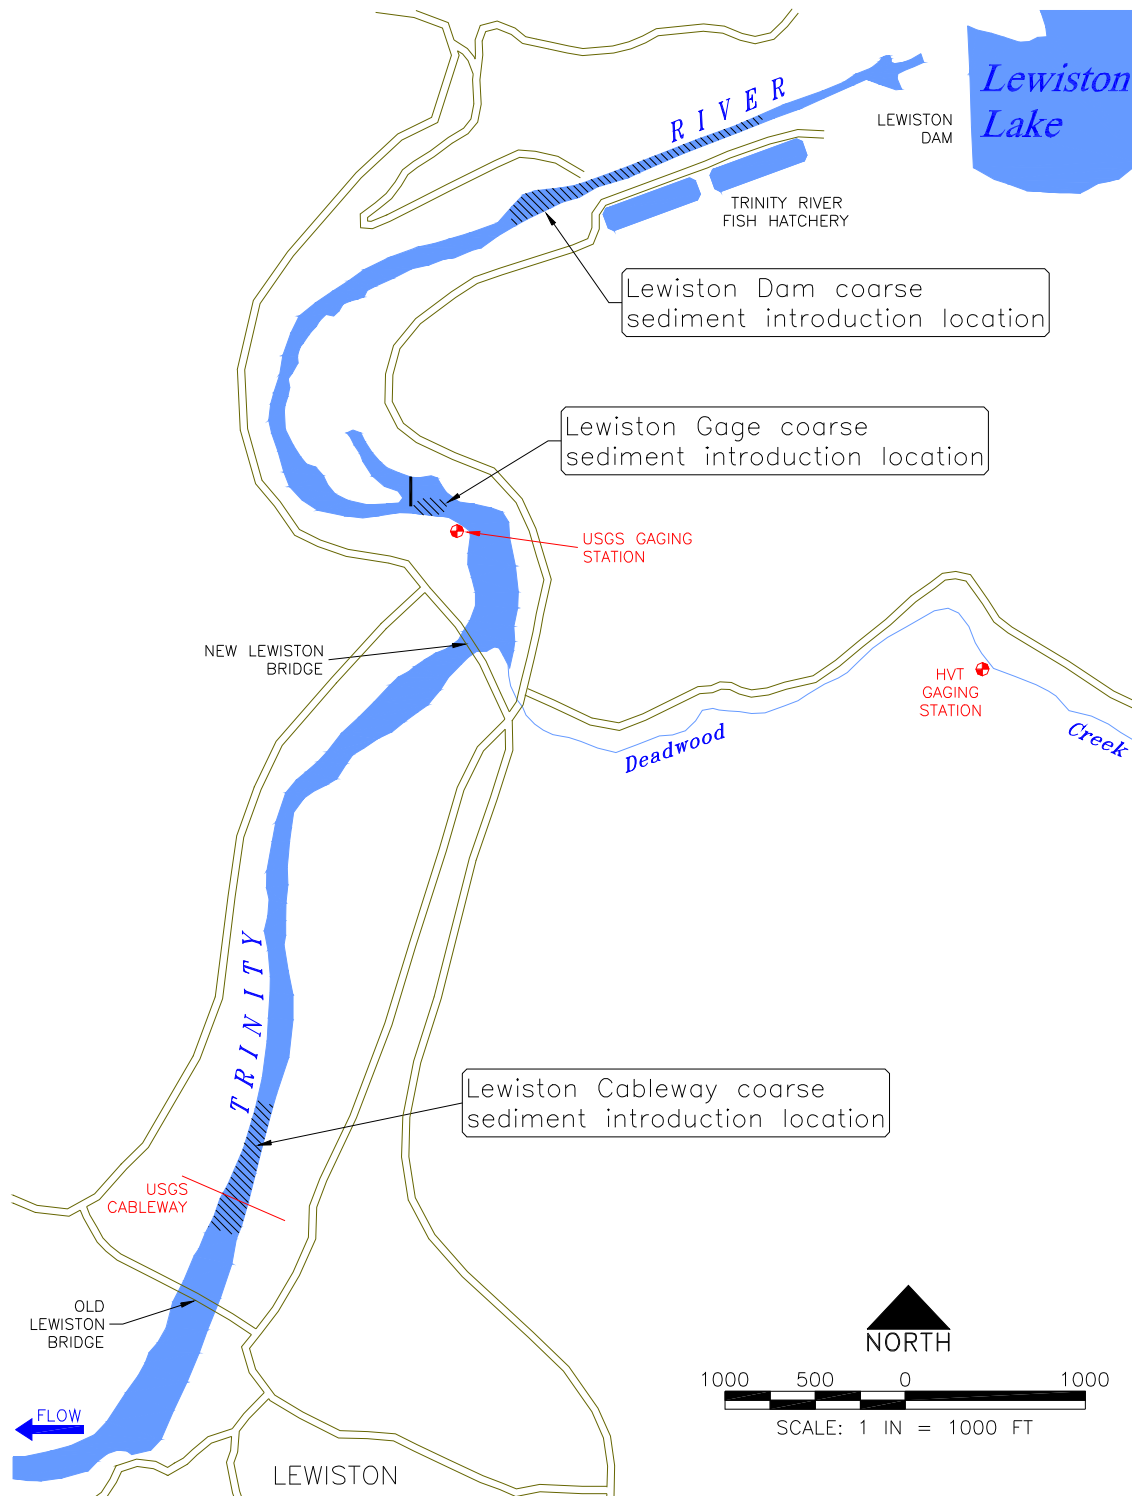 Lewiston
Lake
RIVER
LEWISTON
DAM
TRINITY RIVER
FISH HATCHERY
Lewiston Dam coarse
sediment introduction location
Lewiston Gage coarse
sediment introduction location
USGS GAGING
STATION
NEW LEWISTON
BRIDGE
HVT
GAGING
STATION
Deadwood
Creek
TRINITY
Lewiston Cableway coarse
sediment introduction location
USGS
CABLEWAY
OLD
LEWISTON
BRIDGE
NORTH
1000 500 0 1000
SCALE: 1 IN = 1000 FT
FLOW
LEWISTON